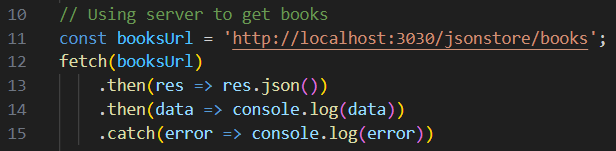 10 // Using server to get books
11 const booksUrl = 'http://localhost:3030/jsonstore/books';
12 fetch(booksUrl)
13     .then(res => res.json())
14     .then(data => console.log(data))
15     .catch(error => console.log(error))